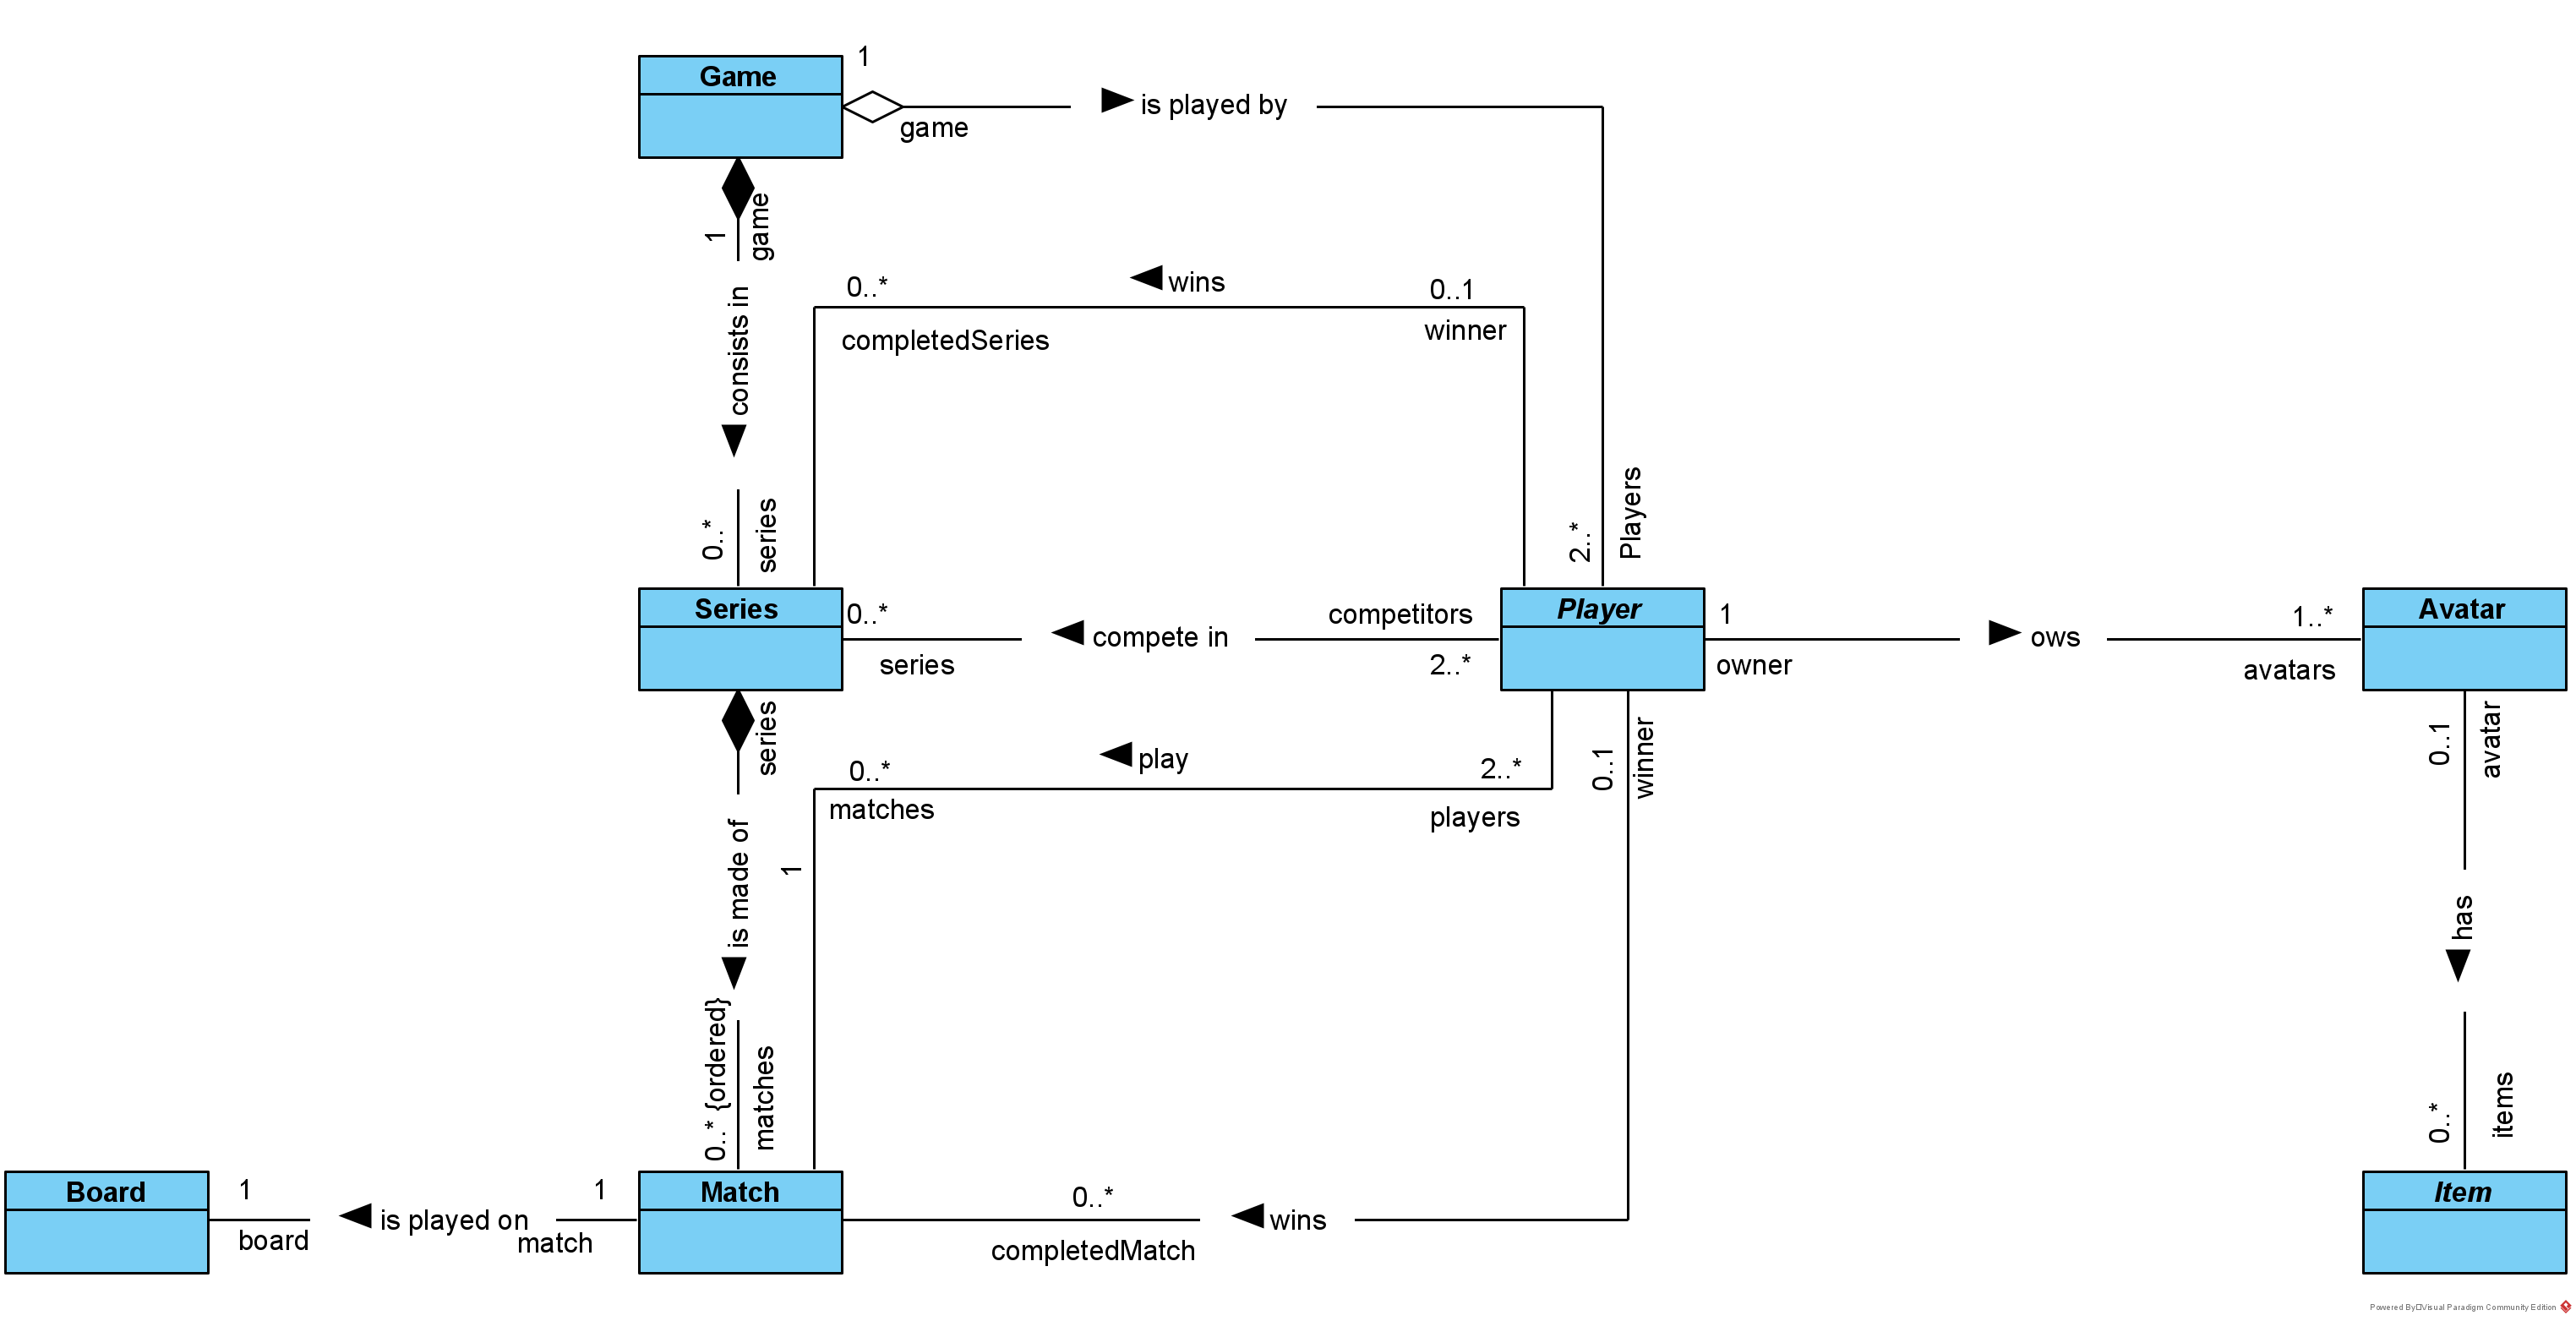 Game
1
game
is played by
1
game
consists in
0..*
series
0..*
completedSeries
wins
0..1
winner
2..*
Players
Series
0..*
series
compete in
competitors
2..*
Player
1
owner
ows
1..*
avatars
Avatar
series
is made of
1
0..* {ordered}
matches
0..*
matches
play
2..*
players
0..1
winner
0..1
avatar
has
0..*
items
Board
1
board
is played on
1
match
Match
0..*
completedMatch
wins
Item
Powered By Visual Paradigm Community Edition